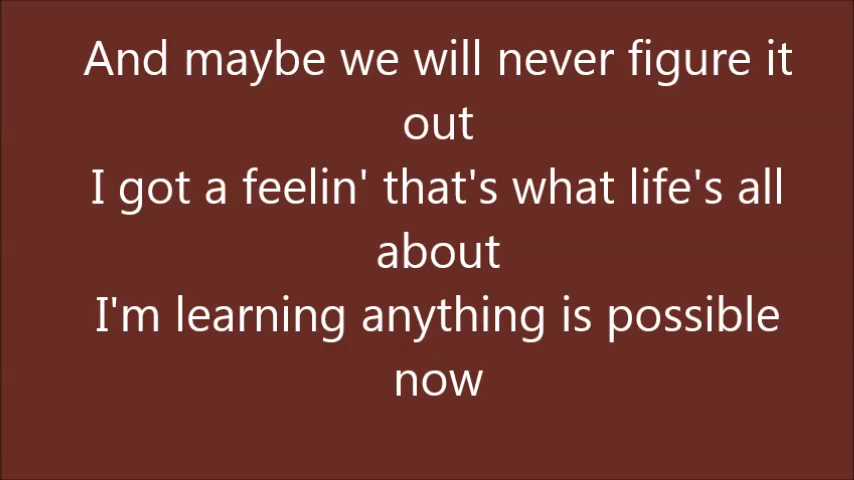 And maybe we will never figure it
out
I got a feelin' that's what life's all
about
I'm learning anything is possible
now